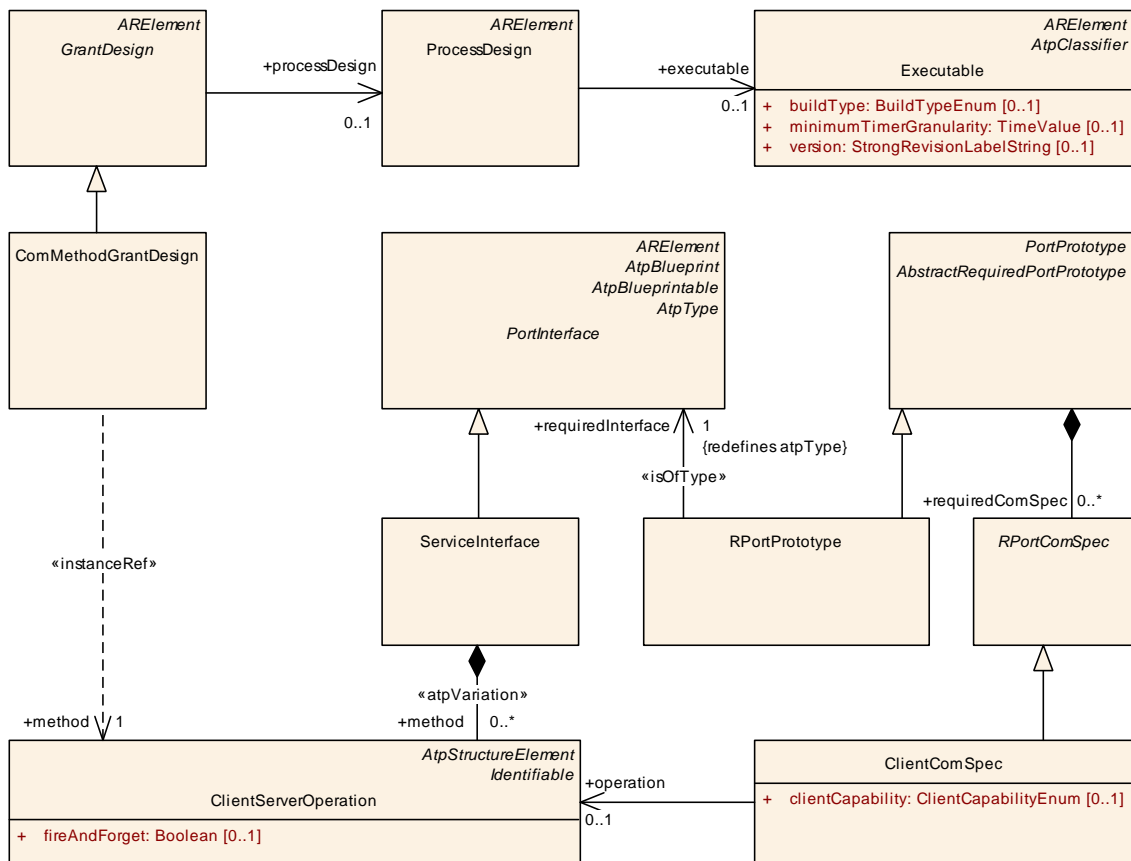 ARElement
GrantDesign
+processDesign
0..1
ARElement
ProcessDesign
+executable
0..1
ARElement
AtpClassifier
Executable
+ buildType: BuildTypeEnum [0..1]
+ minimumTimerGranularity: TimeValue [0..1]
+ version: StrongRevisionLabelString [0..1]
ComMethodGrantDesign
ARElement
AtpBlueprint
AtpBlueprintable
AtpType
PortInterface
PortPrototype
AbstractRequiredPortPrototype
+requiredInterface
1
{redefines atpType}
«isOfType»
+requiredComSpec 0..*
«instanceRef»
ServiceInterface
RPortPrototype
RPortComSpec
«atpVariation»
+method 1
+method 0..*
AtpStructureElement
Identifiable
ClientServerOperation
+ fireAndForget: Boolean [0..1]
+operation
0..1
ClientComSpec
+ clientCapability: ClientCapabilityEnum [0..1]